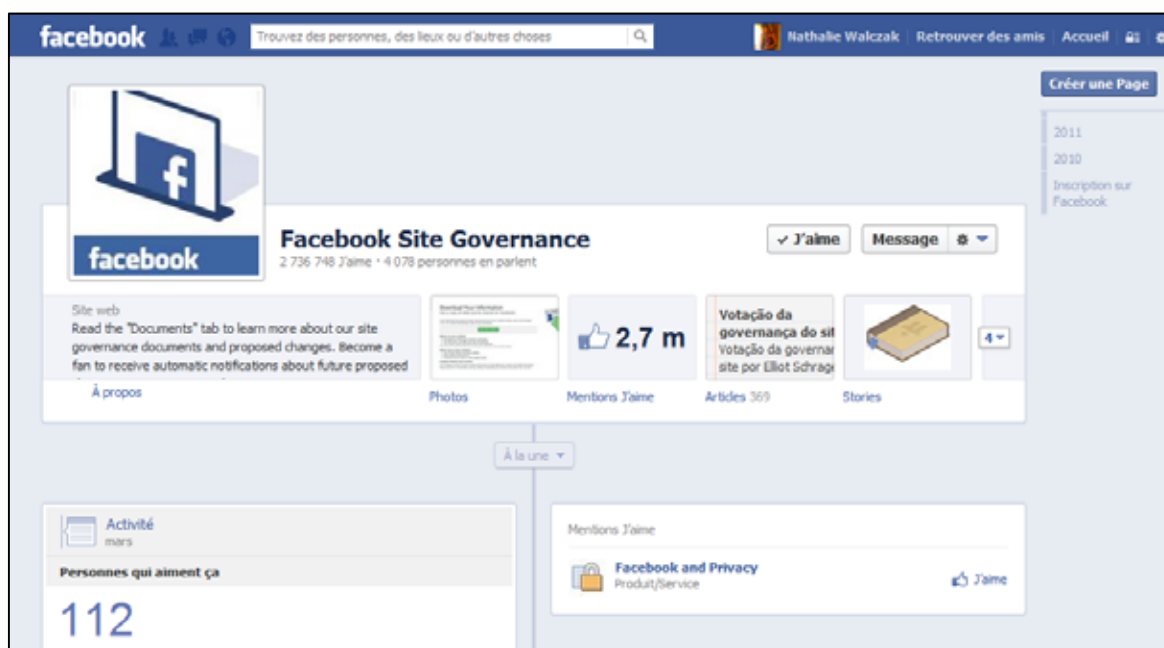 facebook
Trouvez des personnes, des lieux ou d'autres choses
Nathalie Walczak
Retrouver des amis
Accueil
Créer une Page
2011
2010
Inscription sur
Facebook
facebook
Facebook Site Governance
2 736 748 J'aime · 4 078 personnes en parlent
✓ J'aime
Message
Site web
Read the "Documents" tab to learn more about our site
governance documents and proposed changes. Become a
fan to receive automatic notifications about future proposed
À propos
Photos
2,7 m
Mentions J'aime
Votação da
governança do sit
Votação da governar
site por Elliot Schrage
Articles 369
Stories
4
À la une
Activité
mars
Personnes qui aiment ça
112
Mentions J'aime
Facebook and Privacy
Produit/Service
J'aime